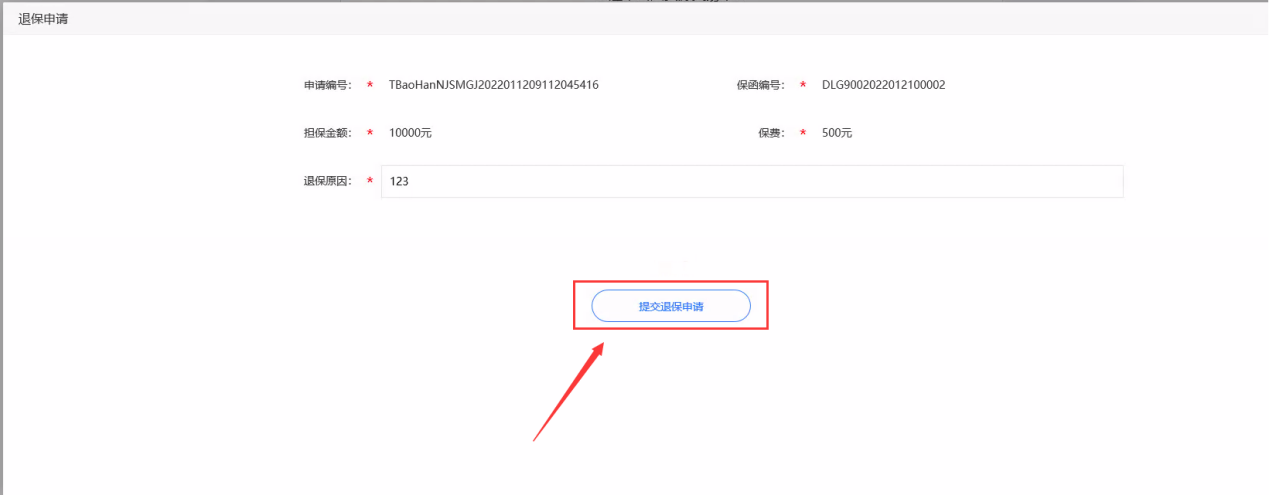 退保申请
申请编号： * TBaoHanNJSMGJ2022011209112045416 保函编号： * DLG9002022012100002
担保金额： * 10000元 保费： * 500元
退保原因： * 123
提交退保申请